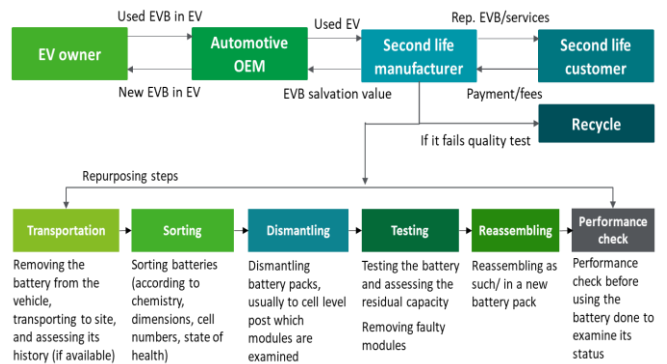 Used EVB in EV
Used EV
Rep. EVB/services
EV owner
Automotive
OEM
Second life
manufacturer
Second life
customer
New EVB in EV
EVB salvation value
Payment/fees
Recycle
If it fails quality test
Repurposing steps
Transportation
Sorting
Dismantling
Testing
Reassembling
Performance
check
Removing the
battery from the
vehicle,
transporting to site,
and assessing its
history (if available)
Sorting batteries
(according to
chemistry,
dimensions, cell
numbers, state of
health)
Dismantling
battery packs,
usually to cell level
post which
modules are
examined
Testing the battery
and assessing the
residual capacity
Removing faulty
modules
Reassembling as
such/ in a new
battery pack
Performance
check before
using the
battery done to
examine its
status